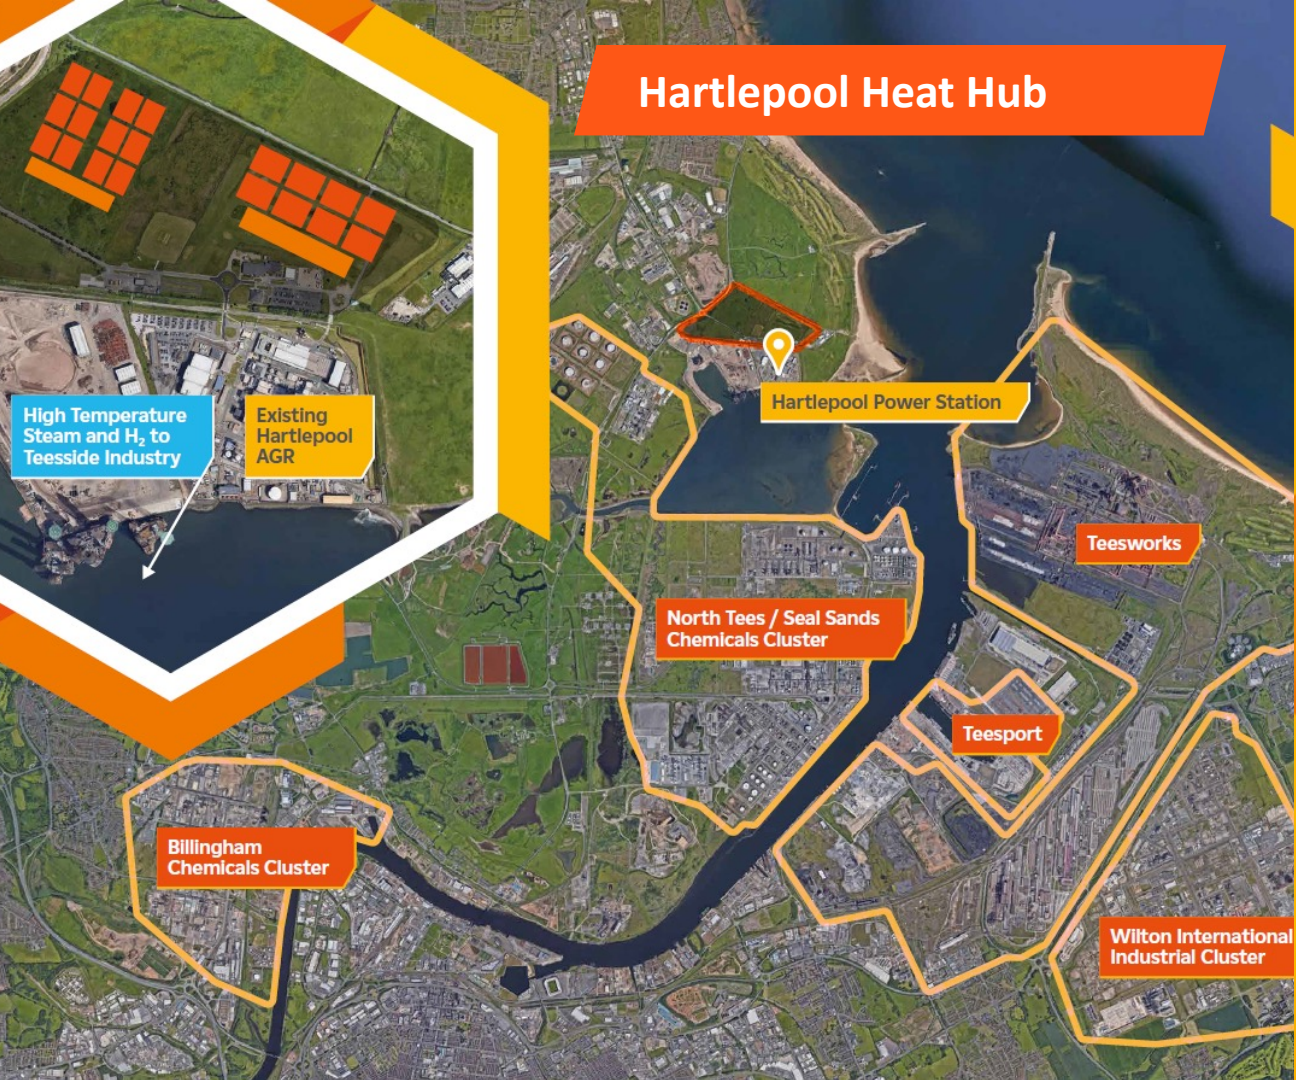 Hartlepool Heat Hub
High Temperature
Steam and H₂ to
Teesside Industry
Existing
Hartlepool
AGR
Hartlepool Power Station
Teesworks
North Tees / Seal Sands
Chemicals Cluster
Teesport
Billingham
Chemicals Cluster
Wilton International
Industrial Cluster